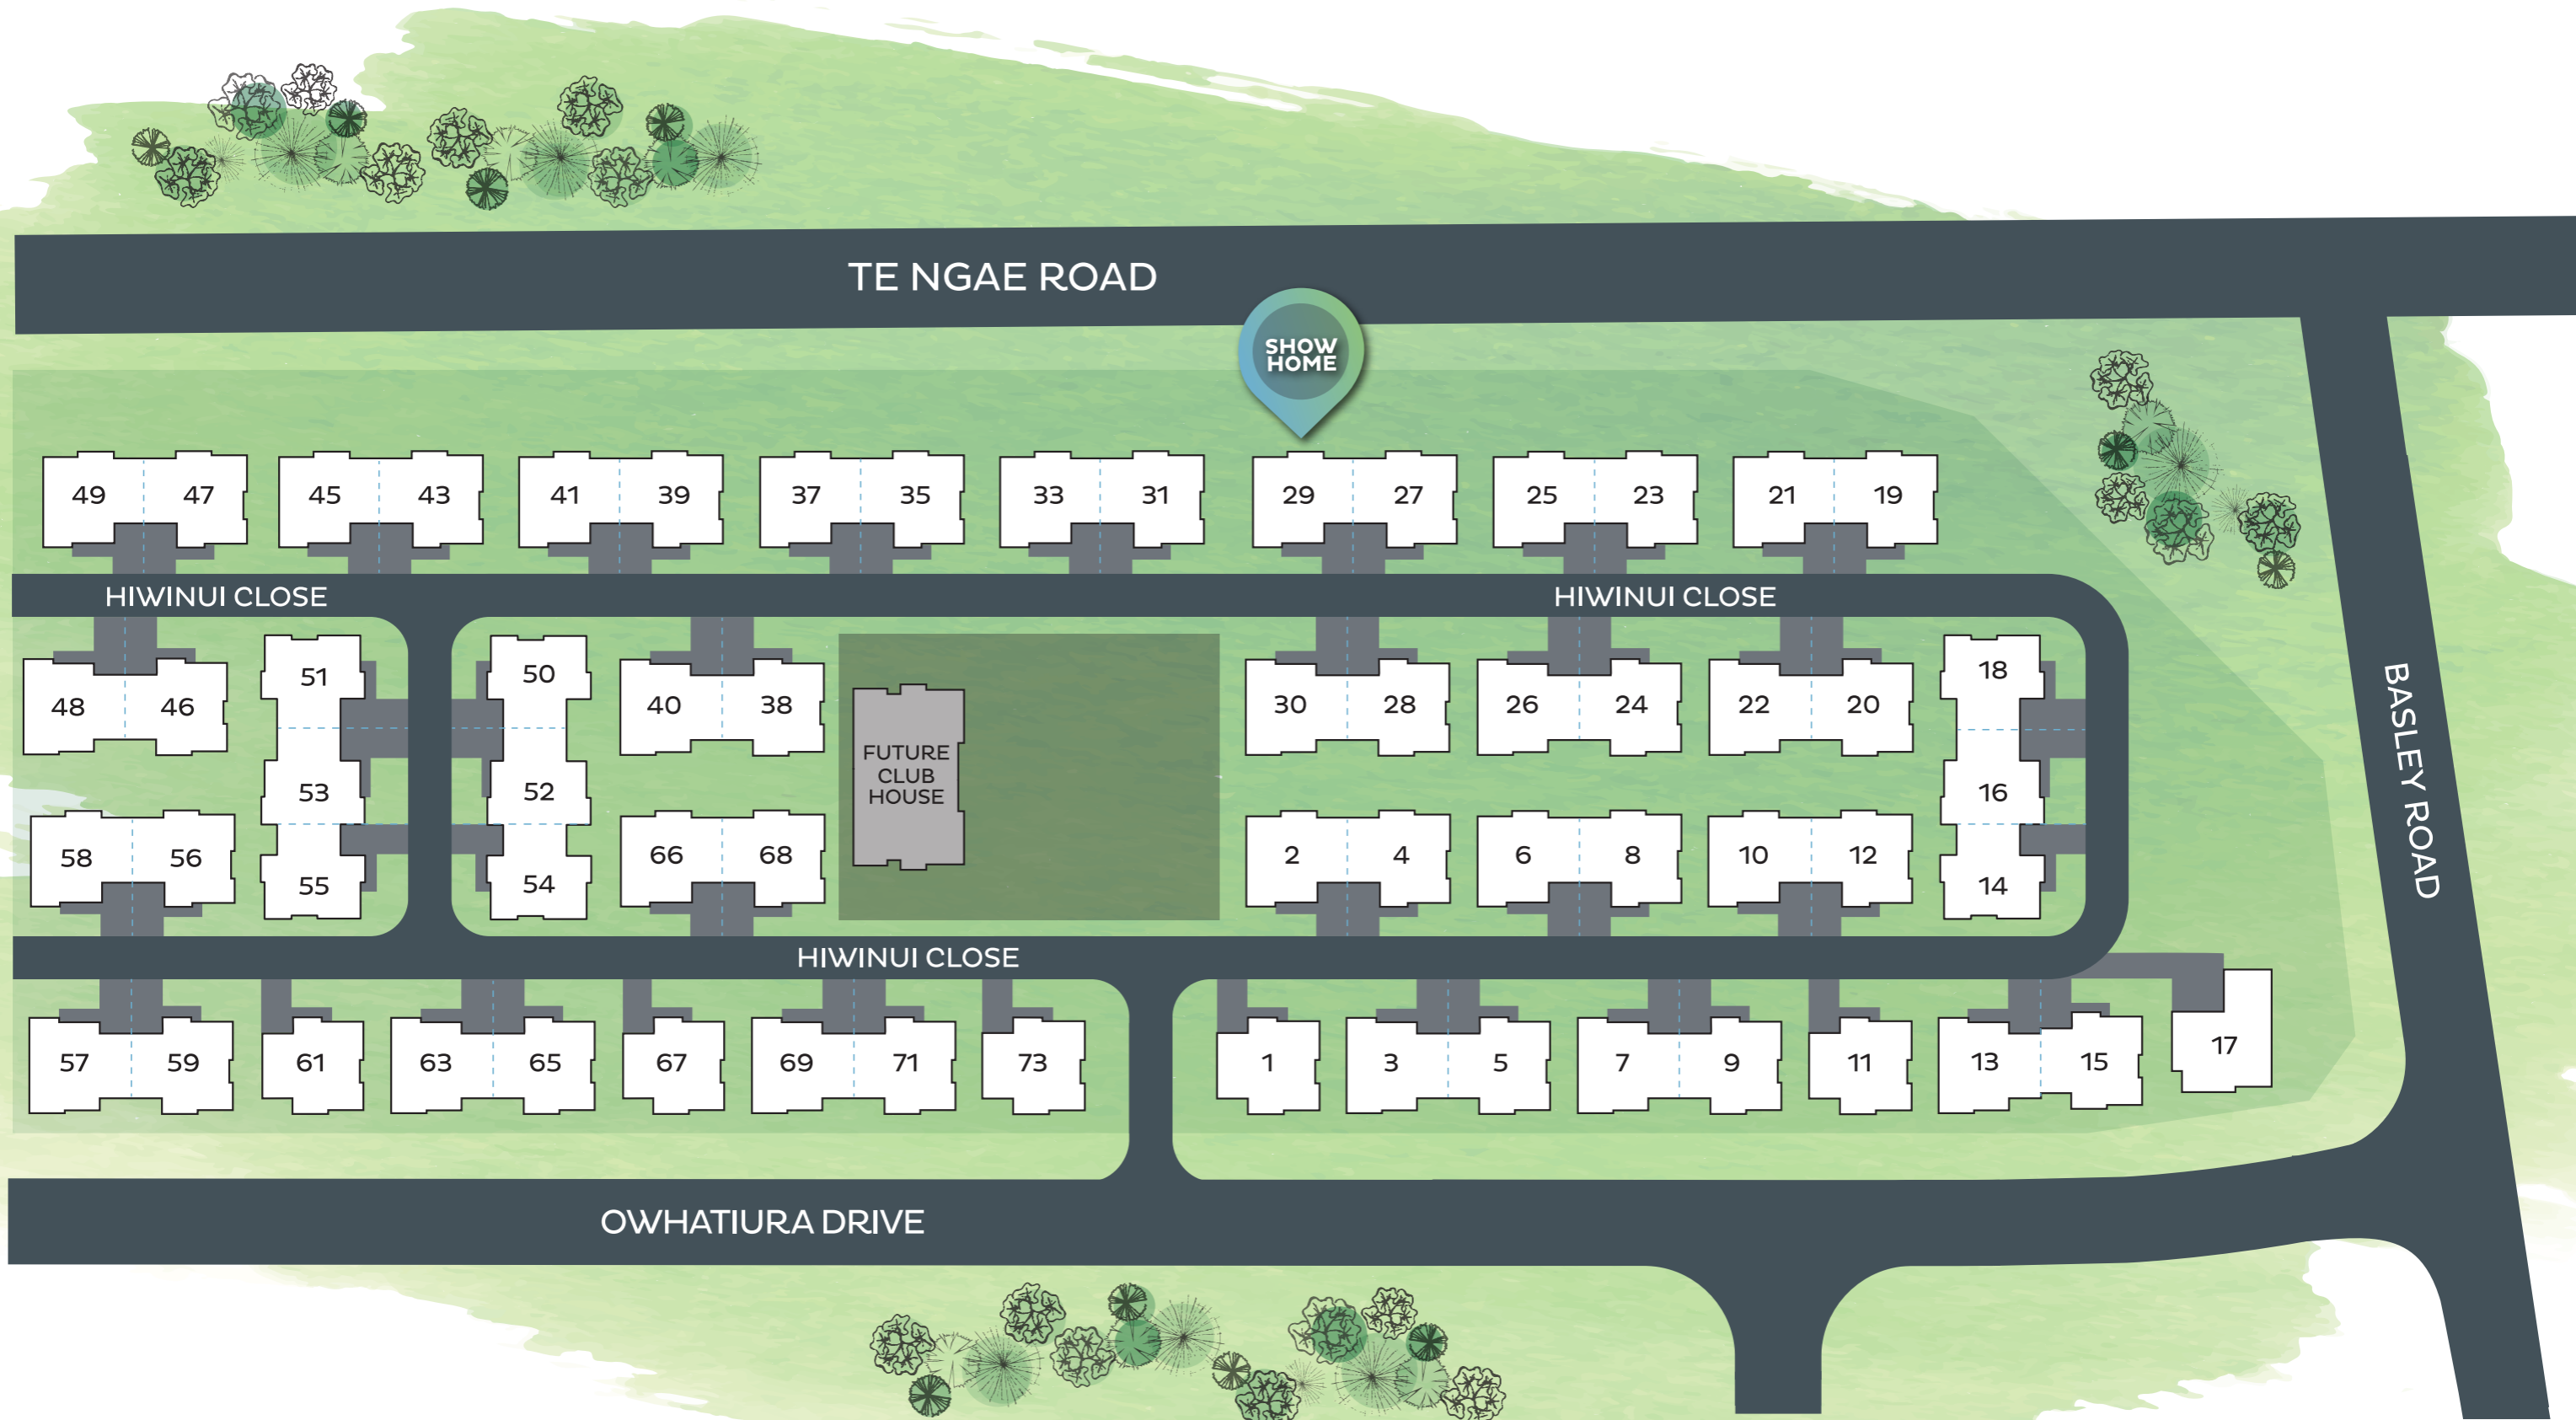 TE NGAE ROAD
SHOW
HOME
49 47 45 43 41 39 37 35 33 31 29 27 25 23 21 19
HIWINUI CLOSE HIWINUI CLOSE
48 46 51 50 40 38 30 28 26 24 22 20 18
FUTURE
CLUB
HOUSE
53 52 16
58 56 55 54 66 68 2 4 6 8 10 12 14
BASLEY ROAD
HIWINUI CLOSE
57 59 61 63 65 67 69 71 73 1 3 5 7 9 11 13 15 17
OWHATIURA DRIVE